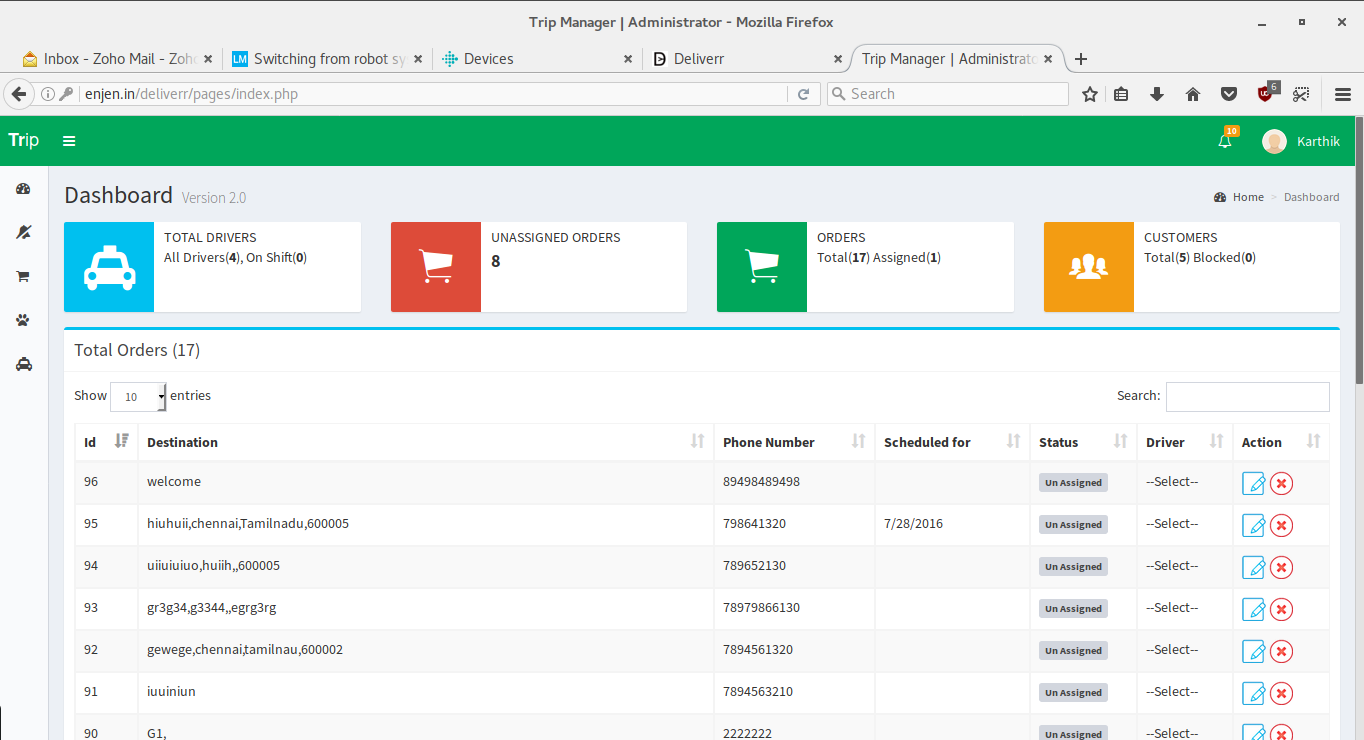 Trip Manager | Administrator - Mozilla Firefox
Inbox - Zoho Mail - Zoh
Switching from robot sy
Devices
Deliverr
Trip Manager | Administrato
enjen.in/deliverr/pages/index.php
Search
6
Trip
10
Karthik
Dashboard Version 2.0
Home > Dashboard
TOTAL DRIVERS
All Drivers(4), On Shift(0)
UNASSIGNED ORDERS
8
ORDERS
Total(17) Assigned(1)
CUSTOMERS
Total(5) Blocked(0)
Total Orders (17)
Show 10 entries
Search:
Id Destination Phone Number Scheduled for Status Driver Action
96 welcome 89498489498 Un Assigned --Select--
95 hiuhuii,chennai,Tamilnadu,600005 798641320 7/28/2016 Un Assigned --Select--
94 uiiuiuiuo,huiih,,600005 789652130 Un Assigned --Select--
93 gr3g34,g3344,,egrg3rg 78979866130 Un Assigned --Select--
92 gewege,chennai,tamilnau,600002 7894561320 Un Assigned --Select--
91 iuuiniun 7894563210 Un Assigned --Select--
90 G1, 2222222 Un Assigned --Select--